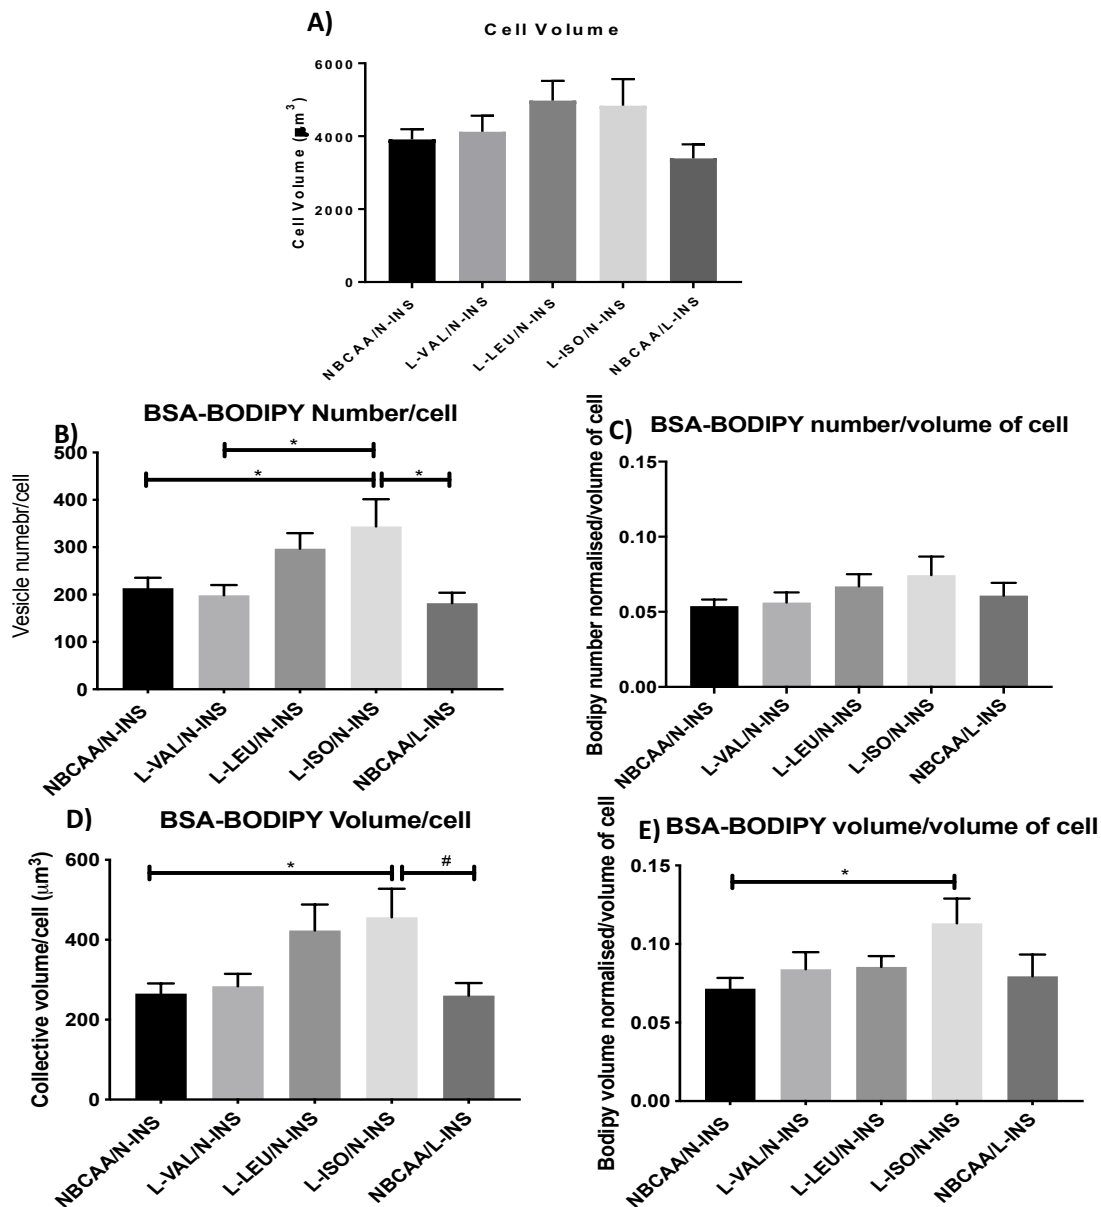 A)
Cell Volume
Cell Volume (μm³)
6000
4000
2000
0
NBCAA/N-INS
L-VAL/N-INS
L-LEU/N-INS
L-ISO/N-INS
NBCAA/L-INS
B)
BSA-BODIPY Number/cell
Vesicle numebr/cell
500
400
300
200
100
0
*
*
*
NBCAA/N-INS
L-VAL/N-INS
L-LEU/N-INS
L-ISO/N-INS
NBCAA/L-INS
C)
BSA-BODIPY number/volume of cell
Bodipy number normalised/volume of cell
0.15
0.10
0.05
0.00
NBCAA/N-INS
L-VAL/N-INS
L-LEU/N-INS
L-ISO/N-INS
NBCAA/L-INS
D)
BSA-BODIPY Volume/cell
Collective volume/cell (μm³)
600
400
200
0
*
#
NBCAA/N-INS
L-VAL/N-INS
L-LEU/N-INS
L-ISO/N-INS
NBCAA/L-INS
E)
BSA-BODIPY volume/volume of cell
Bodipy volume normalised/volume of cell
0.15
0.10
0.05
0.00
*
NBCAA/N-INS
L-VAL/N-INS
L-LEU/N-INS
L-ISO/N-INS
NBCAA/L-INS